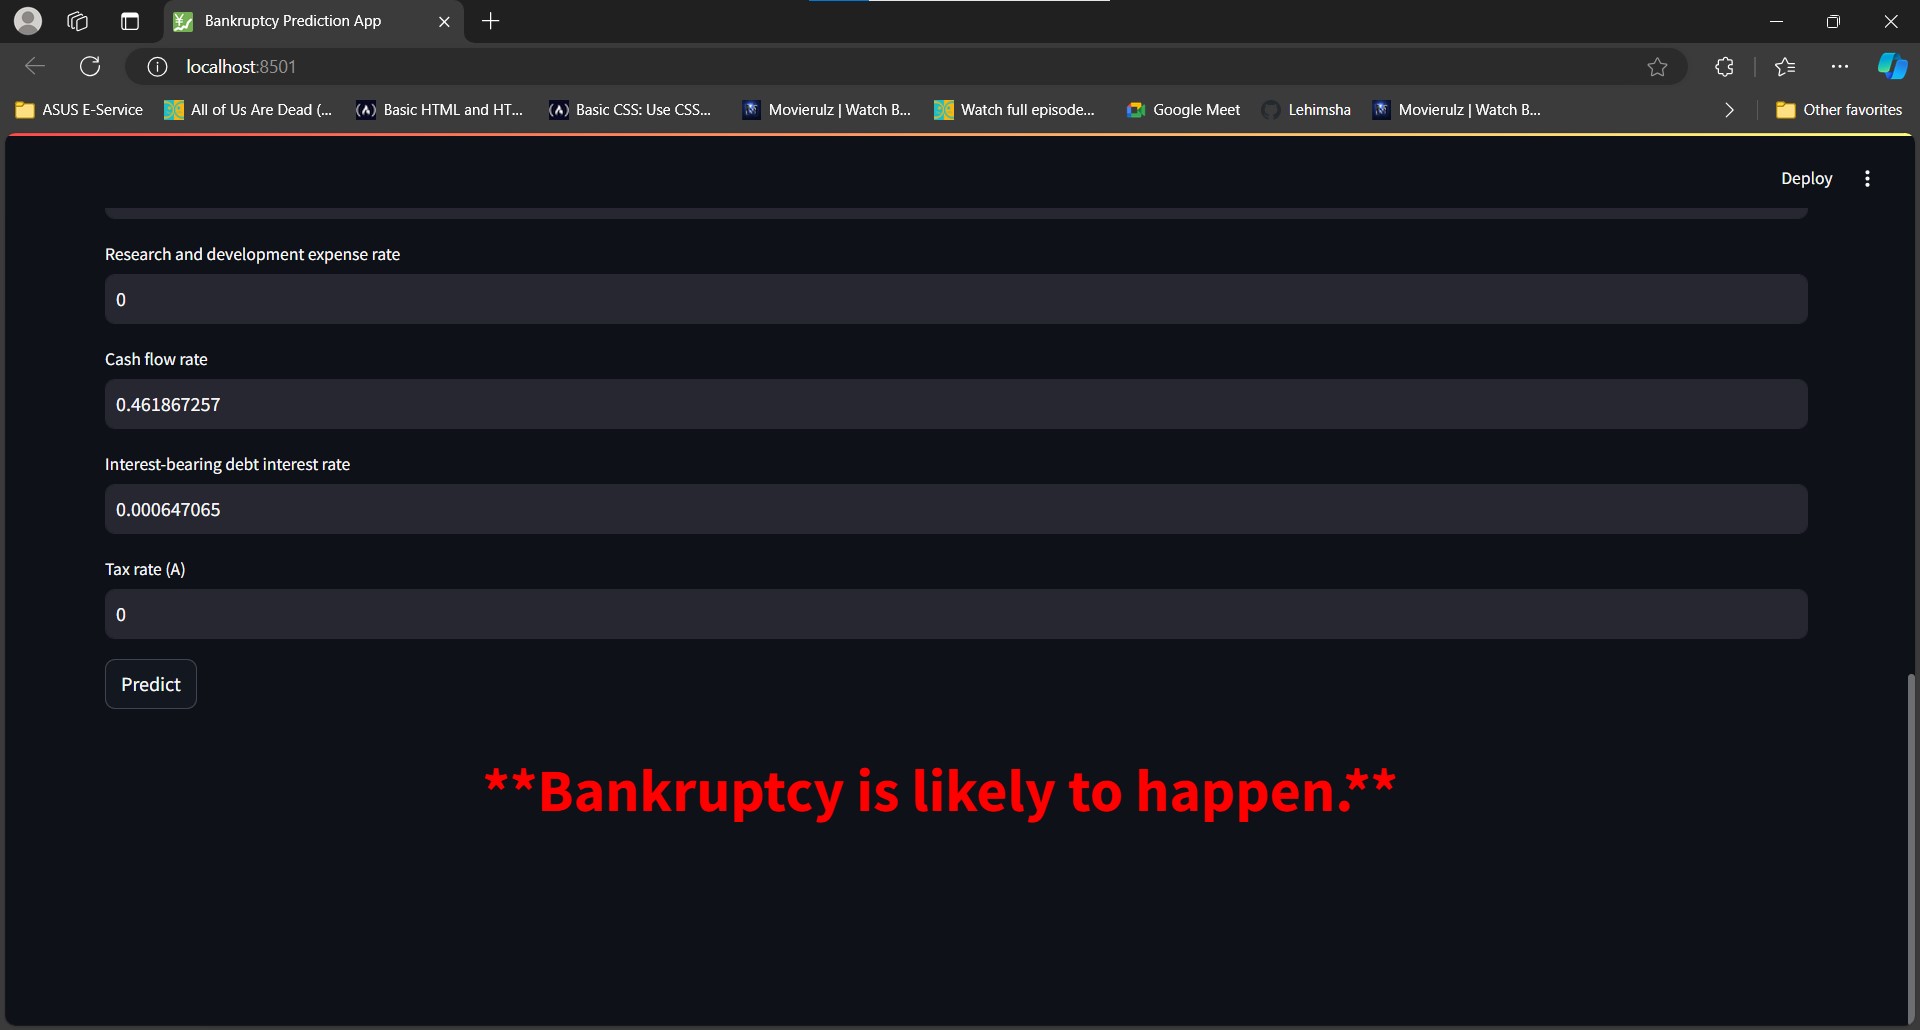 Bankruptcy Prediction App
localhost:8501
ASUS E-Service
All of Us Are Dead (...
Basic HTML and HT...
Basic CSS: Use CSS...
Movierulz | Watch B...
Watch full episode...
Google Meet
Lehimsha
Movierulz | Watch B...
Other favorites
Deploy
Research and development expense rate
0
Cash flow rate
0.461867257
Interest-bearing debt interest rate
0.000647065
Tax rate (A)
0
Predict
**Bankruptcy is likely to happen.**